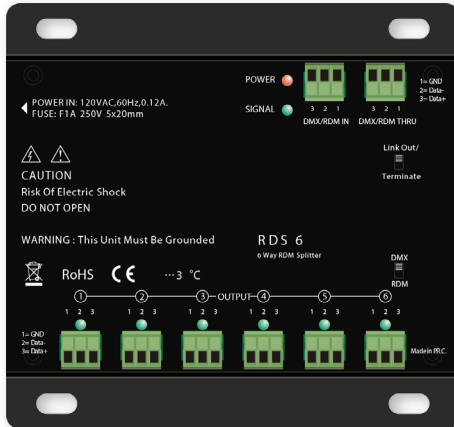 POWER
SIGNAL
3 2 1
3 2 1
DMX/RDM IN
DMX/RDM THRU
1= GND
2= Data-
3= Data+
POWER IN: 120VAC,60Hz,0.12A.
FUSE: F1A 250V 5x20mm
Link Out/
Terminate
CAUTION
Risk Of Electric Shock
DO NOT OPEN
WARNING : This Unit Must Be Grounded
RDS 6
6 Way RDM Splitter
DMX
RDM
RoHS CE ···3 °C
1 2 3 OUTPUT 4 5 6
1 2 3 1 2 3 1 2 3 1 2 3 1 2 3 1 2 3
1= GND
2= Data-
3= Data+
Made in P.R.C.